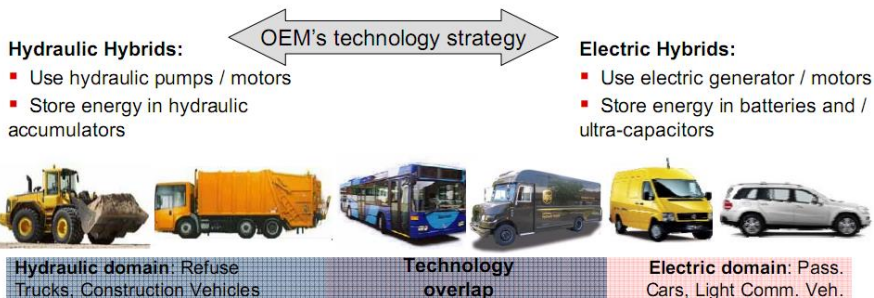 OEM's technology strategy
Hydraulic Hybrids:
▪ Use hydraulic pumps / motors
▪ Store energy in hydraulic
accumulators
Electric Hybrids:
▪ Use electric generator / motors
▪ Store energy in batteries and /
ultra-capacitors
Hydraulic domain: Refuse
Trucks, Construction Vehicles
Technology
overlap
Electric domain: Pass.
Cars, Light Comm. Veh.